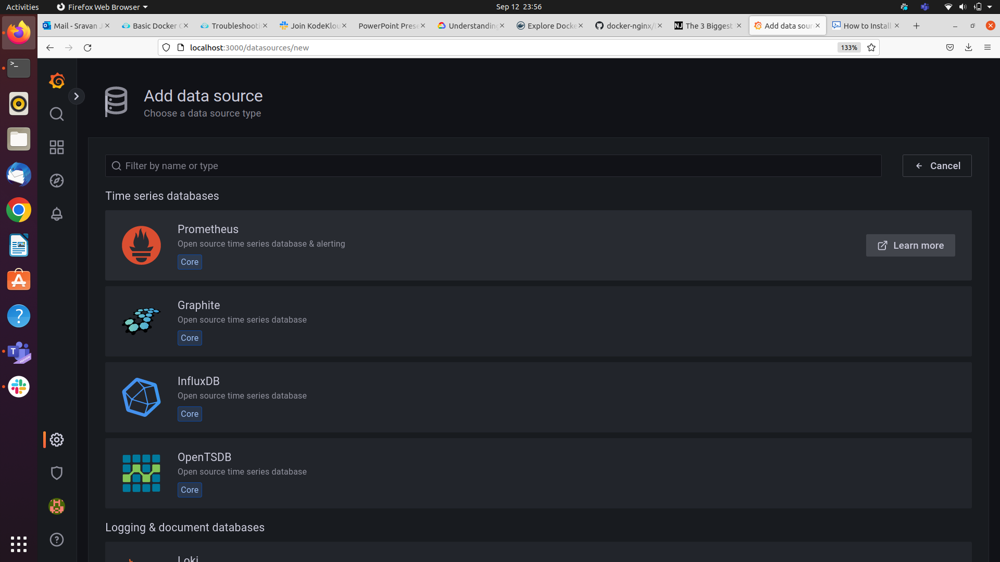 Activities
Firefox Web Browser
Sep 12 23:56
Mail - Sravan J
Basic Docker C
Troubleshooti
Join KodeKlou
PowerPoint Prese
Understanding
Explore Docke
docker-nginx/
The 3 Biggest
Add data sour
How to Install
localhost:3000/datasources/new
133%
Add data source
Choose a data source type
Filter by name or type
Cancel
Time series databases
Prometheus
Open source time series database & alerting
Core
Learn more
Graphite
Open source time series database
Core
InfluxDB
Open source time series database
Core
OpenTSDB
Open source time series database
Core
Logging & document databases
Loki